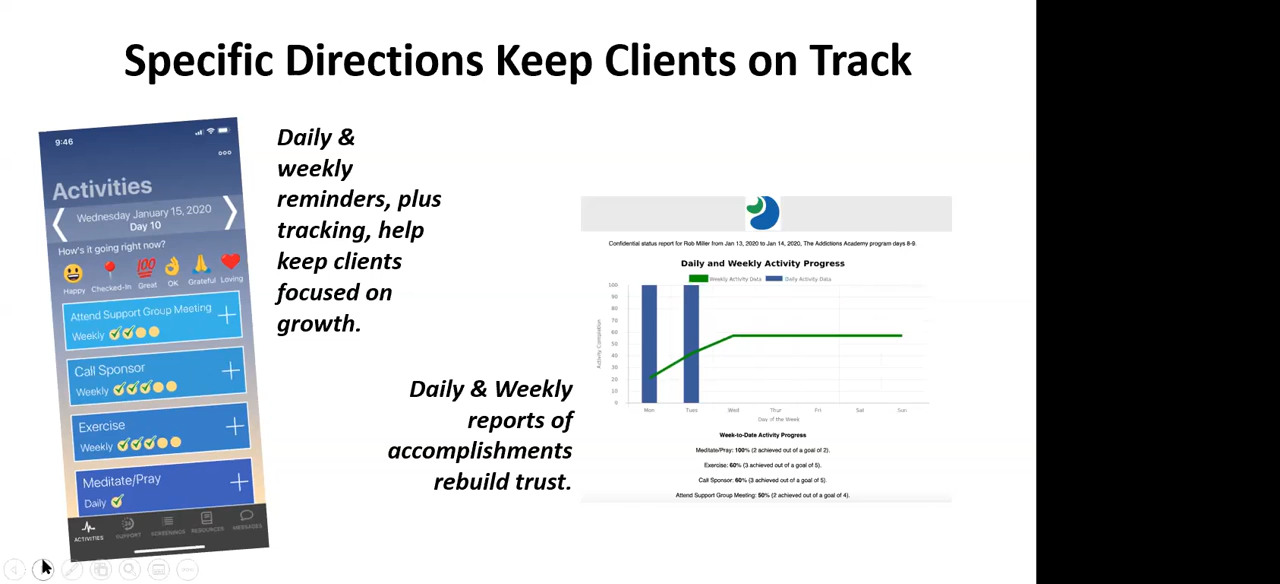 Specific Directions Keep Clients on Track
9:46
Activities
Wednesday January 15, 2020
Day 10
How's it going right now?
Happy Checked-In Great OK Grateful Loving
Attend Support Group Meeting
Weekly
Call Sponsor
Weekly
Exercise
Weekly
Meditate/Pray
Daily
ACTIVITIES SUPPORT SCREENINGS RESOURCES MESSAGES
Daily &
weekly
reminders, plus
tracking, help
keep clients
focused on
growth.
Daily & Weekly
reports of
accomplishments
rebuild trust.
Confidential status report for Rob Miller from Jan 13, 2020 to Jan 14, 2020, The Addictions Academy program days 8-9.
Daily and Weekly Activity Progress
Weekly Activity Data Daily Activity Data
Activity Completion
100
90
80
70
60
50
40
30
20
10
0
Mon Tues Wed Thur Fri Sat Sun
Day of the Week
Week-to-Date Activity Progress
Meditate/Pray: 100% (2 achieved out of a goal of 2).
Exercise: 60% (3 achieved out of a goal of 5).
Call Sponsor: 60% (3 achieved out of a goal of 5).
Attend Support Group Meeting: 50% (2 achieved out of a goal of 4).